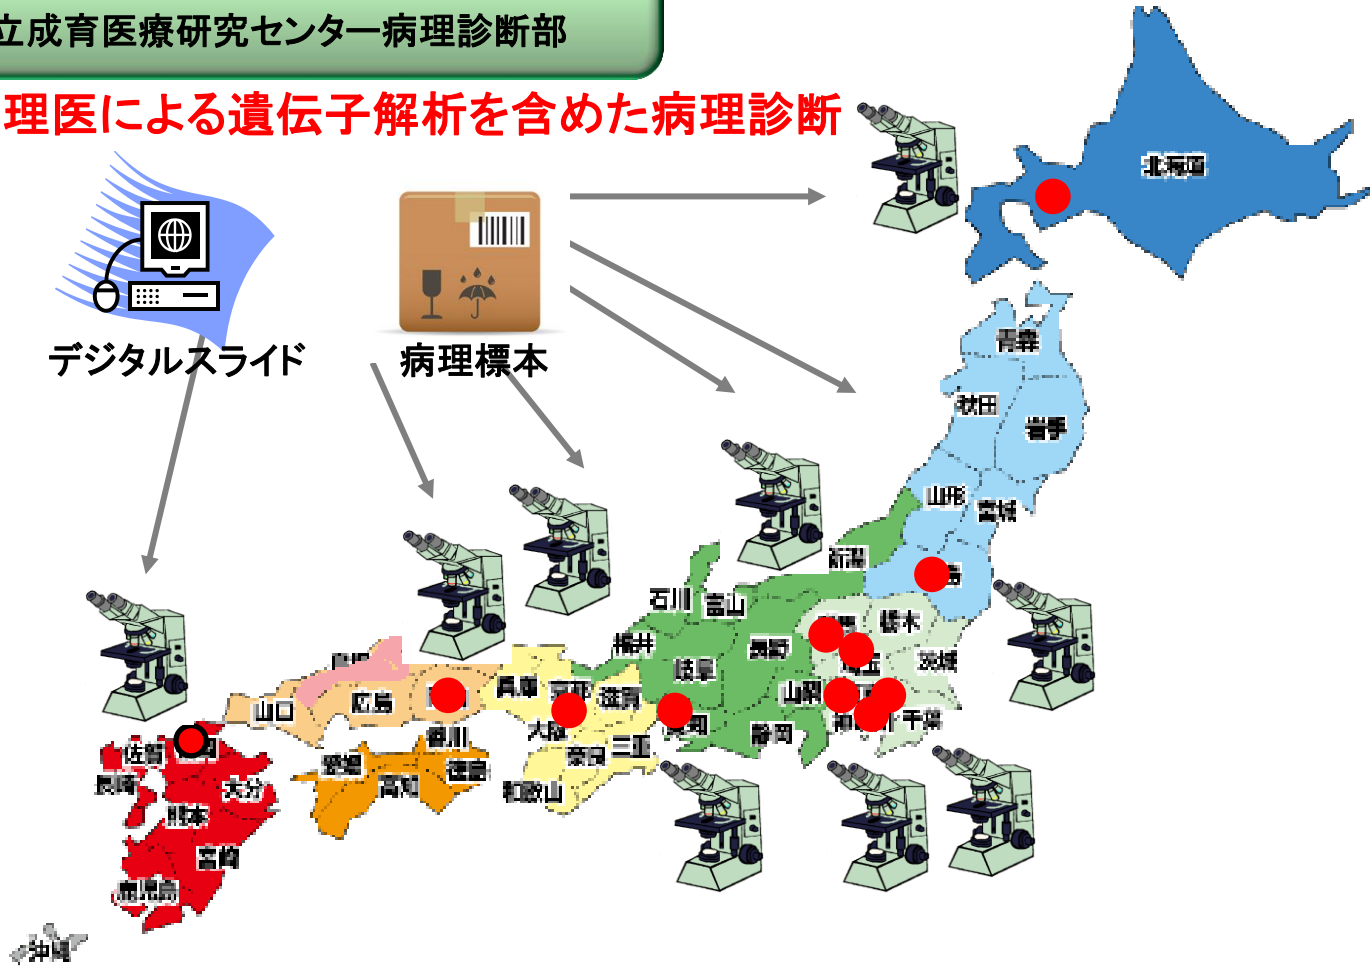 立成育医療研究センター病理診断部
理医による遺伝子解析を含めた病理診断
北海道
デジタルスライド
病理標本
青森
秋田
岩手
山形
宮城
新潟
石川
富山
栃木
福井
長野
茨城
岐阜
山梨
兵庫
京都
滋賀
広島
山口
千葉
大阪
静岡
香川
三重
奈良
佐賀
愛媛
徳島
高知
長崎
大分
和歌山
熊本
宮崎
鹿児島
沖縄